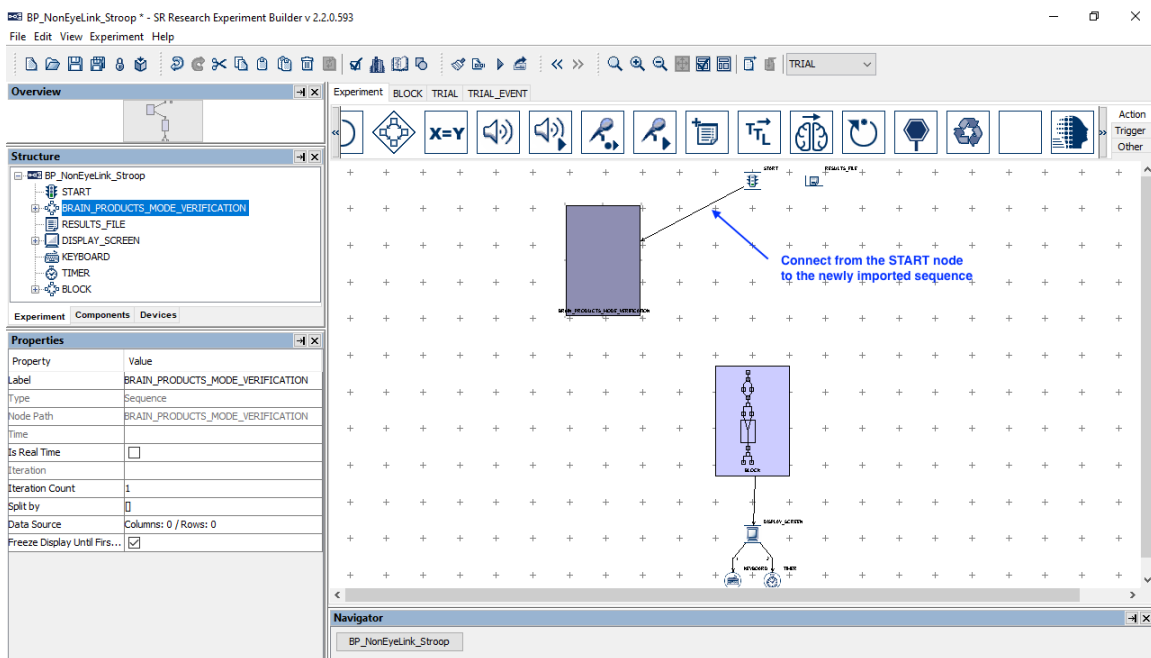 BP_NonEyeLink_Stroop * - SR Research Experiment Builder v 2.2.0.593
File Edit View Experiment Help
TRIAL
Overview
Experiment BLOCK TRIAL TRIAL_EVENT
X=Y
TTL
Action
Trigger
Other
Structure
BP_NonEyeLink_Stroop
START
BRAIN_PRODUCTS_MODE_VERIFICATION
RESULTS_FILE
DISPLAY_SCREEN
KEYBOARD
TIMER
BLOCK
Experiment Components Devices
Properties
Property Value
Label BRAIN_PRODUCTS_MODE_VERIFICATION
Type Sequence
Node Path BRAIN_PRODUCTS_MODE_VERIFICATION
Time
Is Real Time
Iteration
Iteration Count 1
Split by []
Data Source Columns: 0 / Rows: 0
Freeze Display Until Firs...
START
RESULTS_FILE
Connect from the START node
to the newly imported sequence
BRAIN_PRODUCTS_MODE_VERIFICATION
BLOCK
DISPLAY_SCREEN
1 2
KEYBOARD TIMER
Navigator
BP_NonEyeLink_Stroop